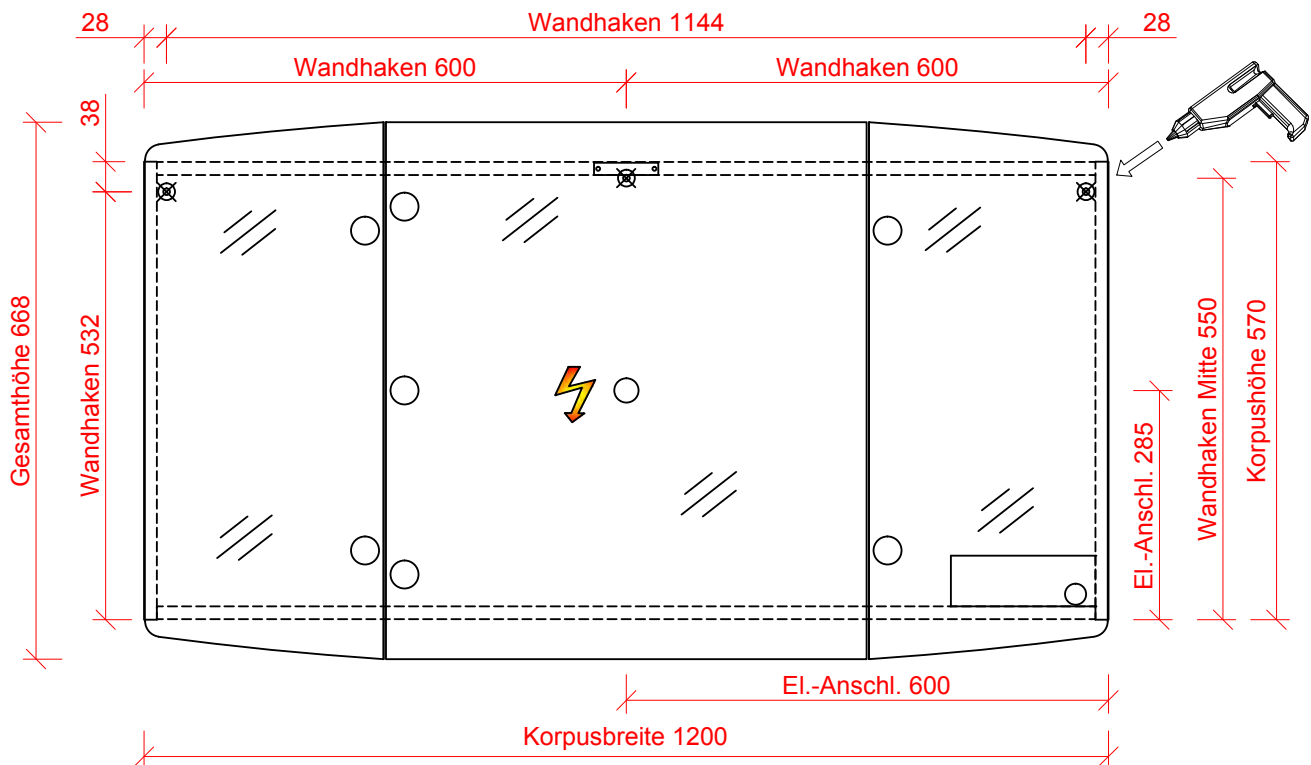 28
Wandhaken 1144
28
Wandhaken 600
Wandhaken 600
38
Gesamthöhe 668
Wandhaken 532
El.-Anschl. 285
Wandhaken Mitte 550
Korpushöhe 570
El.-Anschl. 600
Korpusbreite 1200